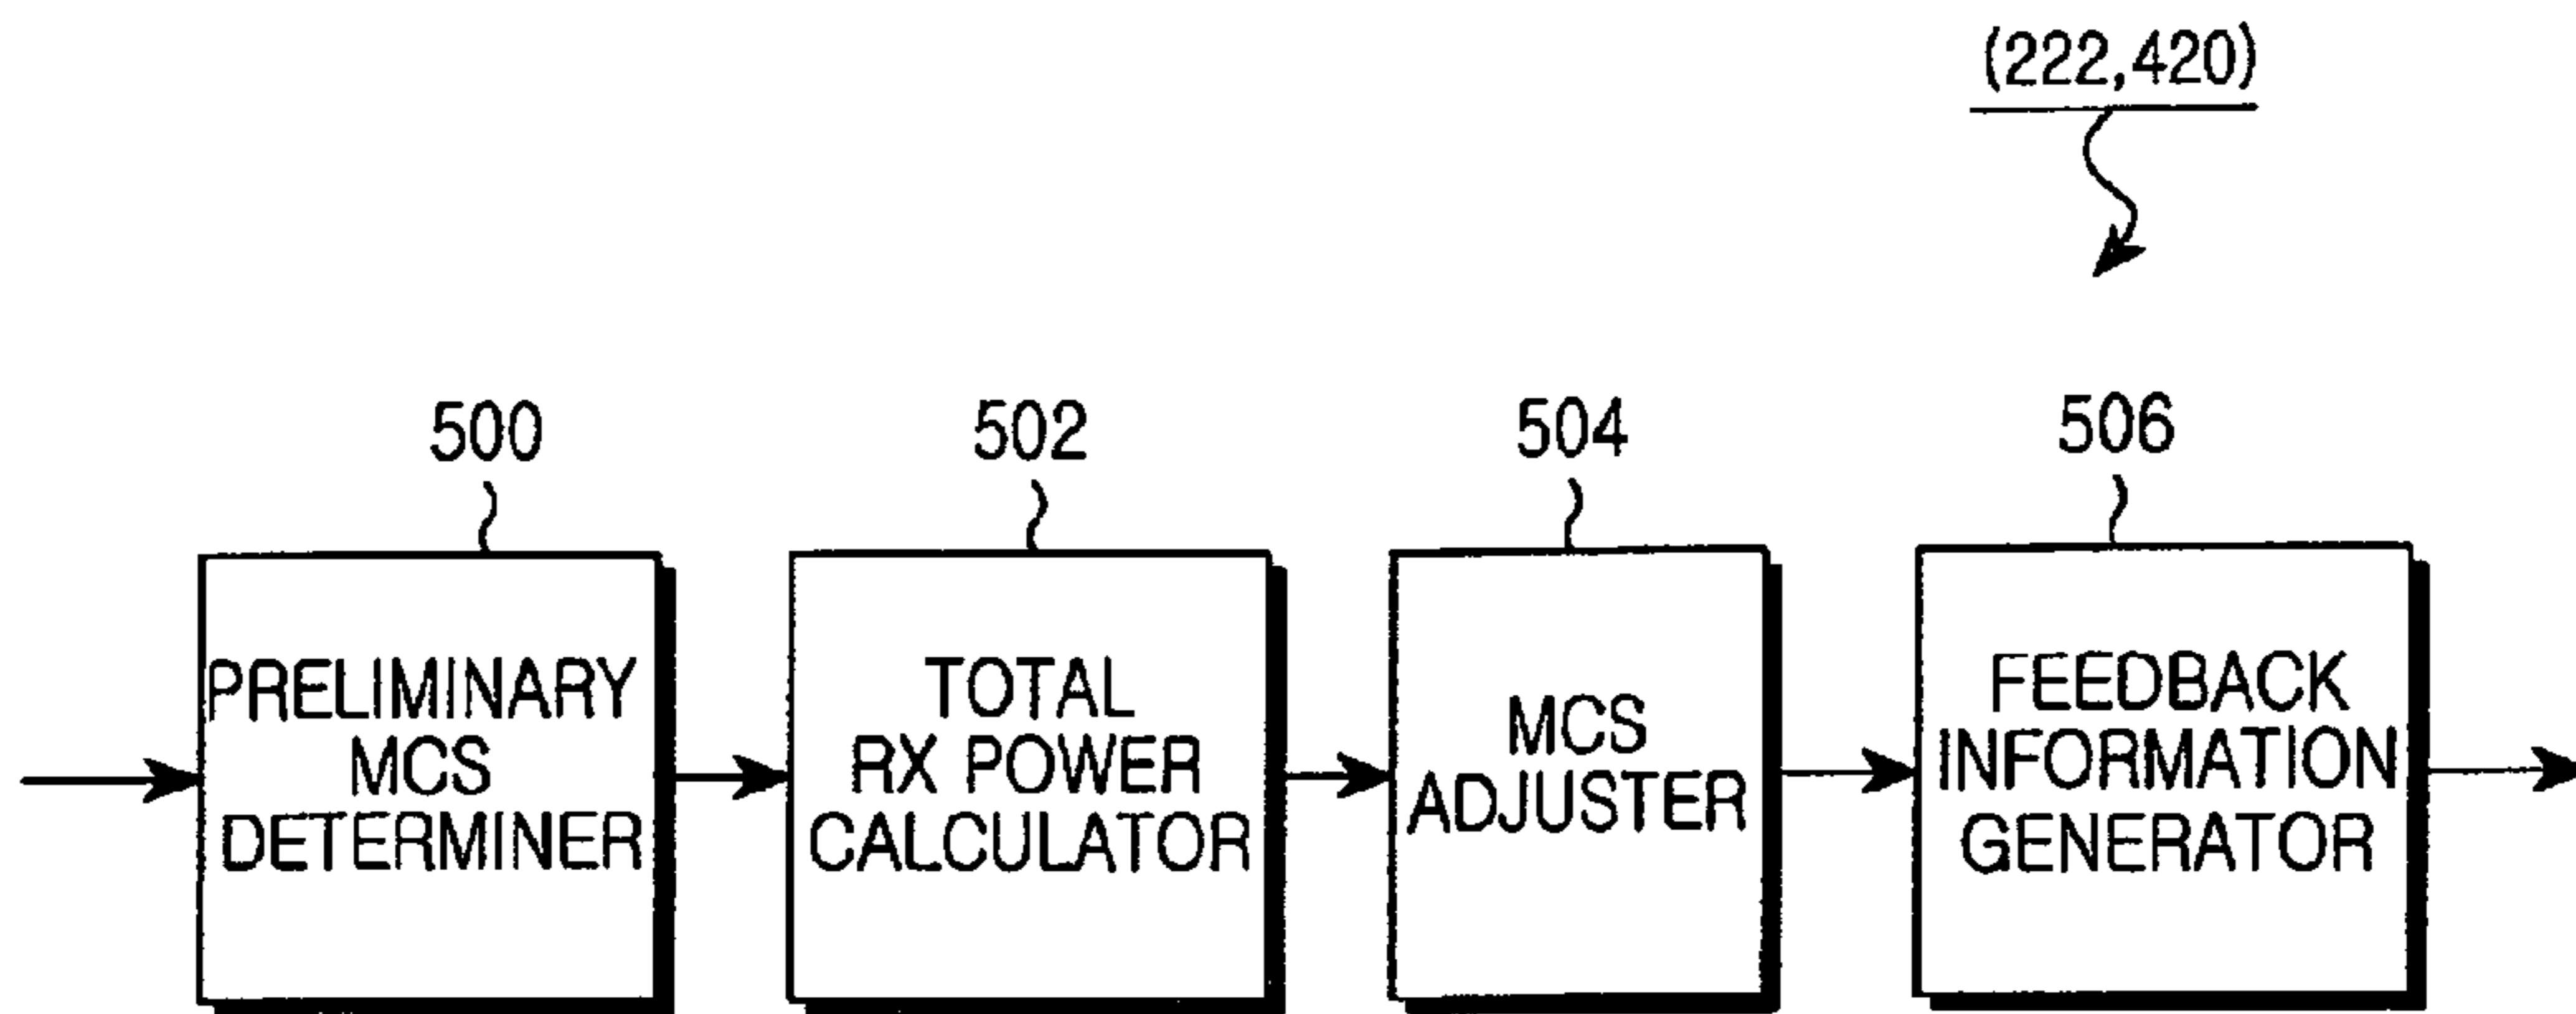 (222,420)
500
502
504
506
PRELIMINARY
MCS
DETERMINER
TOTAL
RX POWER
CALCULATOR
MCS
ADJUSTER
FEEDBACK
INFORMATION
GENERATOR